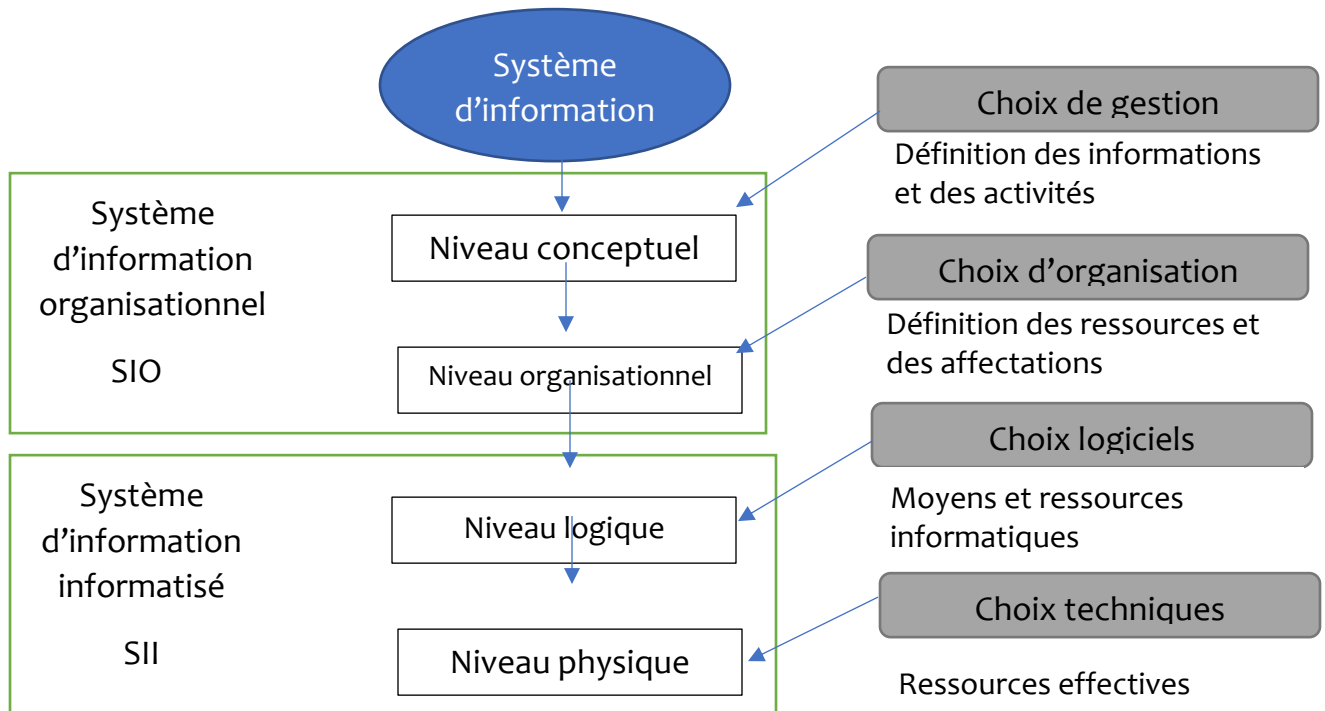 Système
d'information
Choix de gestion
Définition des informations
et des activités
Système
d'information
organisationnel
SIO
Niveau conceptuel
Choix d'organisation
Définition des ressources et
des affectations
Niveau organisationnel
Choix logiciels
Moyens et ressources
informatiques
Système
d'information
informatisé
SII
Niveau logique
Choix techniques
Niveau physique
Ressources effectives